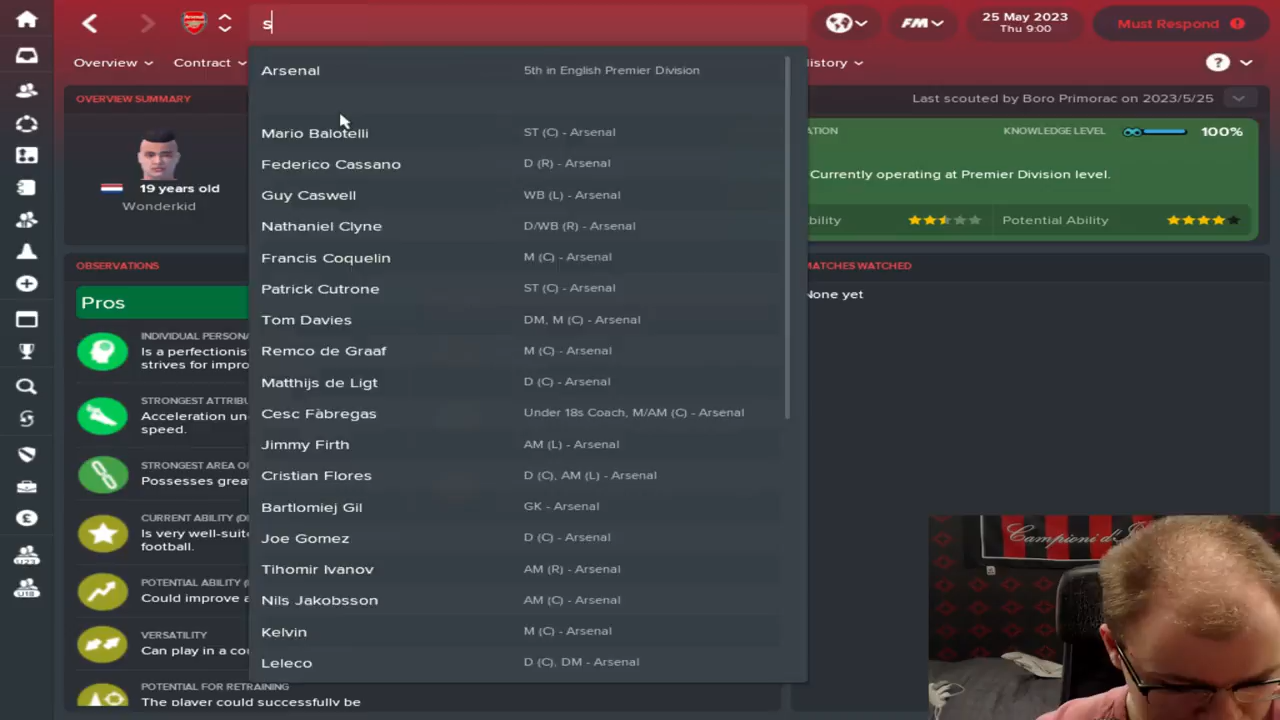 s
FM
25 May 2023
Thu 9:00
Must Respond
Overview
Contract
History
OVERVIEW SUMMARY
19 years old
Wonderkid
OBSERVATIONS
Pros
INDIVIDUAL PERSONA
Is a perfectionis
strives for impro
STRONGEST ATTRIBU
Acceleration un
speed.
STRONGEST AREA O
Possesses grea
CURRENT ABILITY (D
Is very well-suite
football.
POTENTIAL ABILITY (
Could improve a
VERSATILITY
Can play in a cou
POTENTIAL FOR RETRAINING
The player could successfully be
Arsenal 5th in English Premier Division
Mario Balotelli ST (C) - Arsenal
Federico Cassano D (R) - Arsenal
Guy Caswell WB (L) - Arsenal
Nathaniel Clyne D/WB (R) - Arsenal
Francis Coquelin M (C) - Arsenal
Patrick Cutrone ST (C) - Arsenal
Tom Davies DM, M (C) - Arsenal
Remco de Graaf M (C) - Arsenal
Matthijs de Ligt D (C) - Arsenal
Cesc Fàbregas Under 18s Coach, M/AM (C) - Arsenal
Jimmy Firth AM (L) - Arsenal
Cristian Flores D (C), AM (L) - Arsenal
Bartlomiej Gil GK - Arsenal
Joe Gomez D (C) - Arsenal
Tihomir Ivanov AM (R) - Arsenal
Nils Jakobsson AM (C) - Arsenal
Kelvin M (C) - Arsenal
Leleco D (C), DM - Arsenal
Last scouted by Boro Primorac on 2023/5/25
ATION
KNOWLEDGE LEVEL 100%
Currently operating at Premier Division level.
bility
Potential Ability
MATCHES WATCHED
None yet
U23
U18
Campioni d